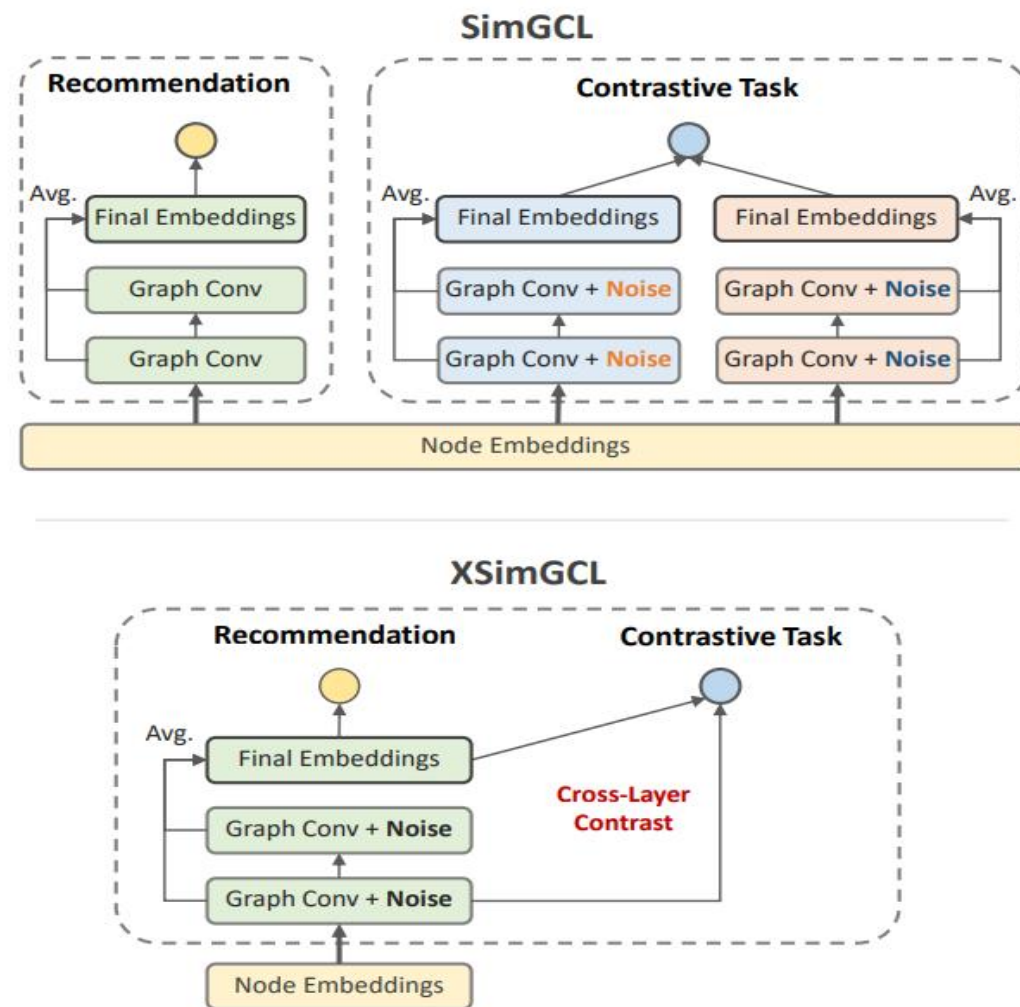 SimGCL
Recommendation
Contrastive Task
Avg.
Final Embeddings
Graph Conv
Graph Conv
Avg.
Final Embeddings
Graph Conv + Noise
Graph Conv + Noise
Final Embeddings
Avg.
Graph Conv + Noise
Graph Conv + Noise
Node Embeddings
XSimGCL
Recommendation
Contrastive Task
Avg.
Final Embeddings
Graph Conv + Noise
Graph Conv + Noise
Cross-Layer
Contrast
Node Embeddings